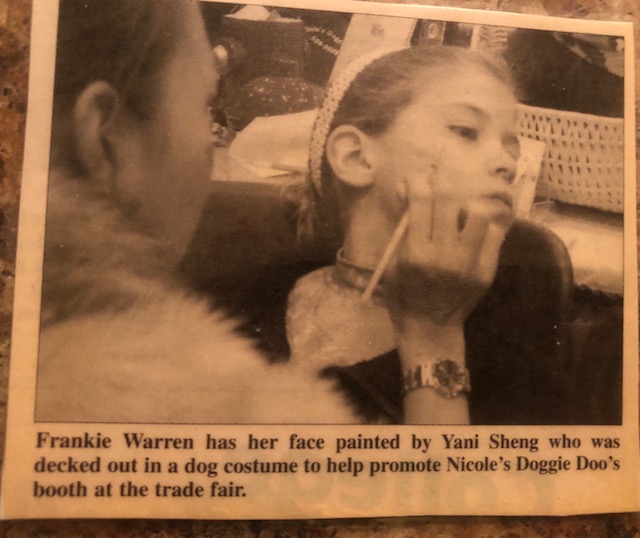 Frankie Warren has her face painted by Yani Sheng who was
decked out in a dog costume to help promote Nicole's Doggie Doo's
booth at the trade fair.